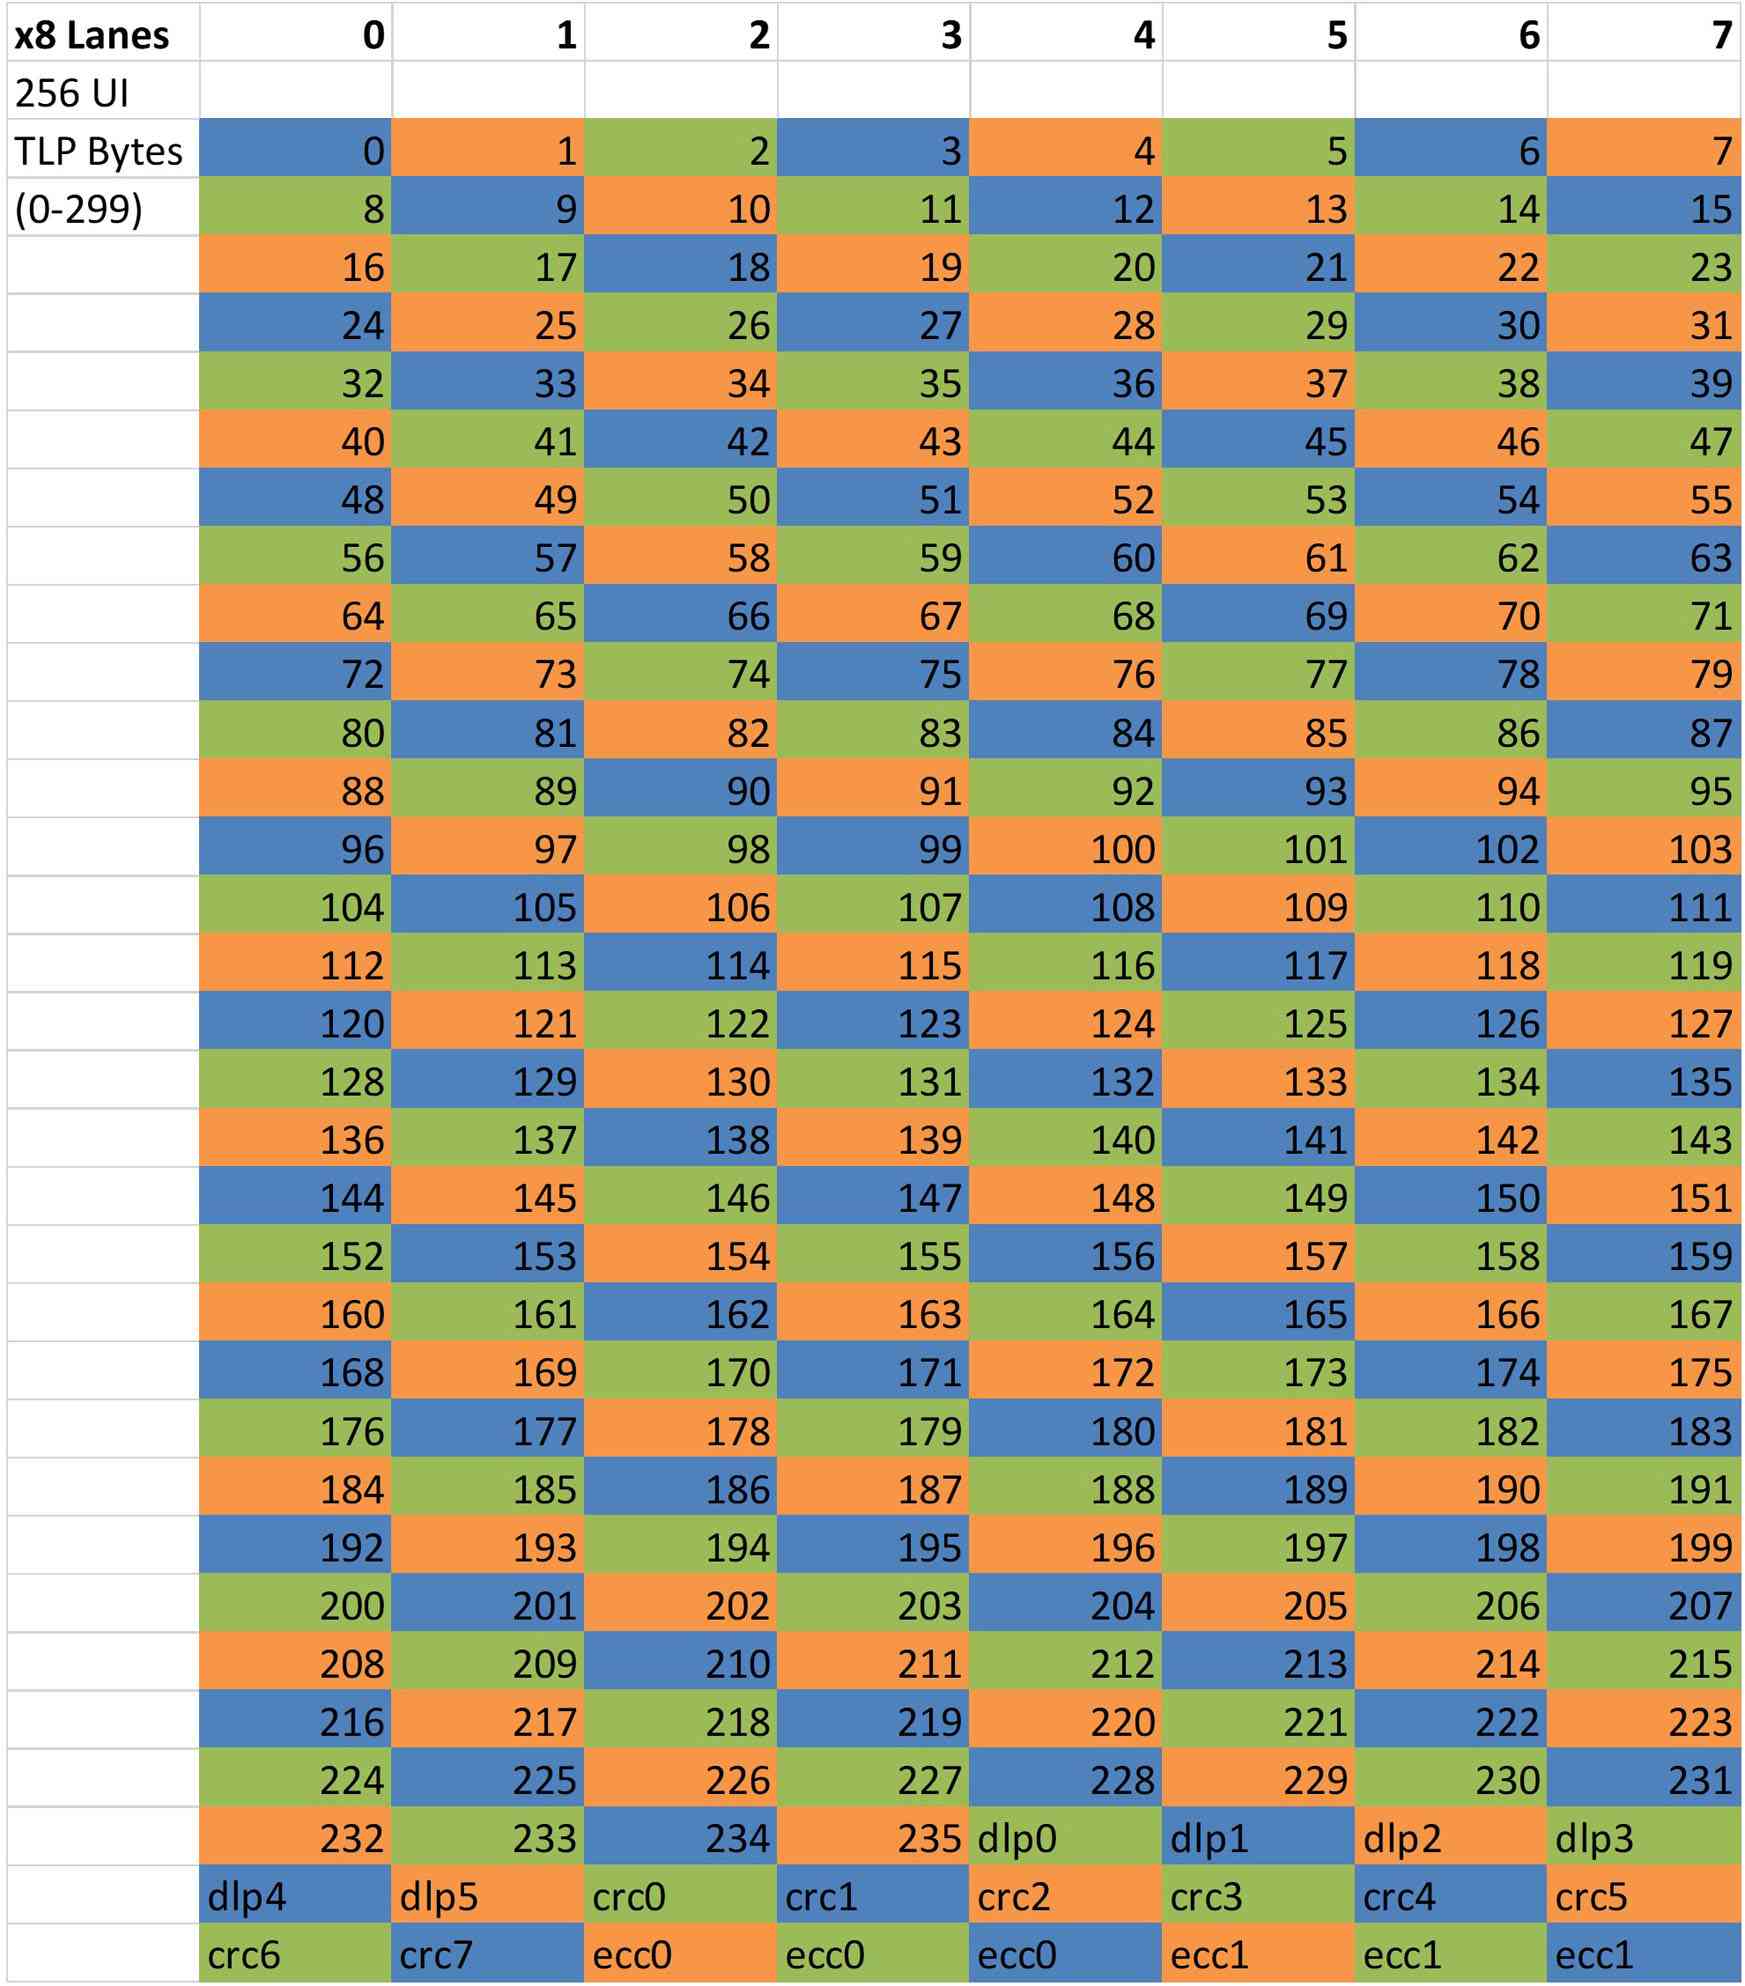 x8 Lanes 0 1 2 3 4 5 6 7
256 UI
TLP Bytes 0 1 2 3 4 5 6 7
(0-299) 8 9 10 11 12 13 14 15
16 17 18 19 20 21 22 23
24 25 26 27 28 29 30 31
32 33 34 35 36 37 38 39
40 41 42 43 44 45 46 47
48 49 50 51 52 53 54 55
56 57 58 59 60 61 62 63
64 65 66 67 68 69 70 71
72 73 74 75 76 77 78 79
80 81 82 83 84 85 86 87
88 89 90 91 92 93 94 95
96 97 98 99 100 101 102 103
104 105 106 107 108 109 110 111
112 113 114 115 116 117 118 119
120 121 122 123 124 125 126 127
128 129 130 131 132 133 134 135
136 137 138 139 140 141 142 143
144 145 146 147 148 149 150 151
152 153 154 155 156 157 158 159
160 161 162 163 164 165 166 167
168 169 170 171 172 173 174 175
176 177 178 179 180 181 182 183
184 185 186 187 188 189 190 191
192 193 194 195 196 197 198 199
200 201 202 203 204 205 206 207
208 209 210 211 212 213 214 215
216 217 218 219 220 221 222 223
224 225 226 227 228 229 230 231
232 233 234 235 dlp0 dlp1 dlp2 dlp3
dlp4 dlp5 crc0 crc1 crc2 crc3 crc4 crc5
crc6 crc7 ecc0 ecc0 ecc0 ecc1 ecc1 ecc1